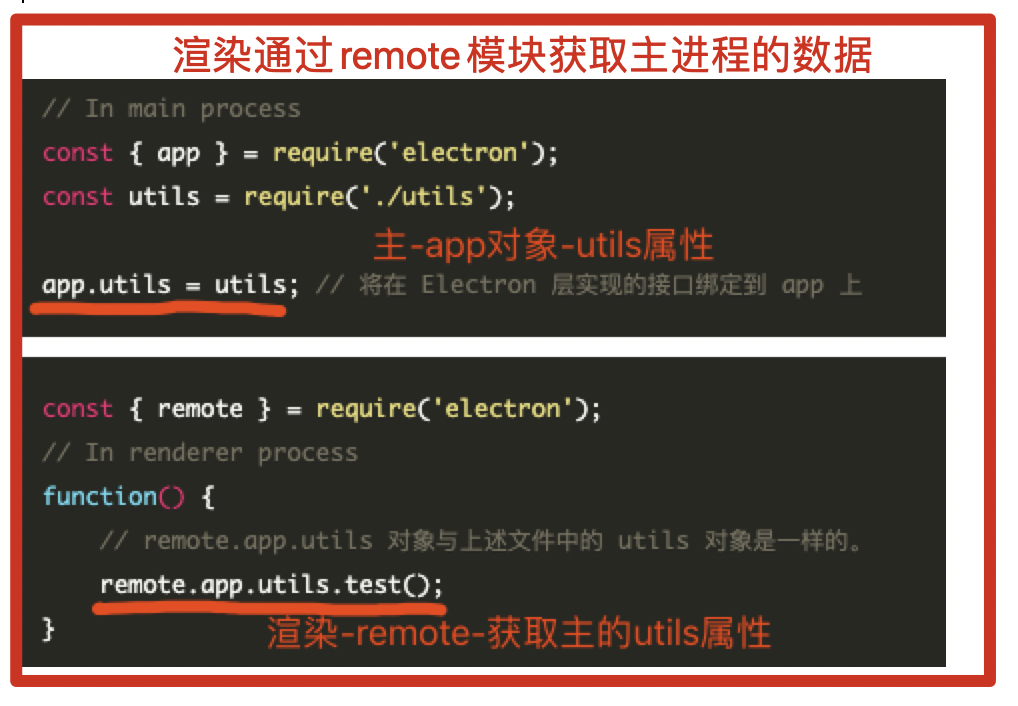 渲染通过remote模块获取主进程的数据
// In main process
const { app } = require('electron');
const utils = require('./utils');
主-app对象-utils属性
app.utils = utils; // 将在 Electron 层实现的接口绑定到 app 上
const { remote } = require('electron');
// In renderer process
function() {
// remote.app.utils 对象与上述文件中的 utils 对象是一样的。
remote.app.utils.test();
}
渲染-remote-获取主的utils属性